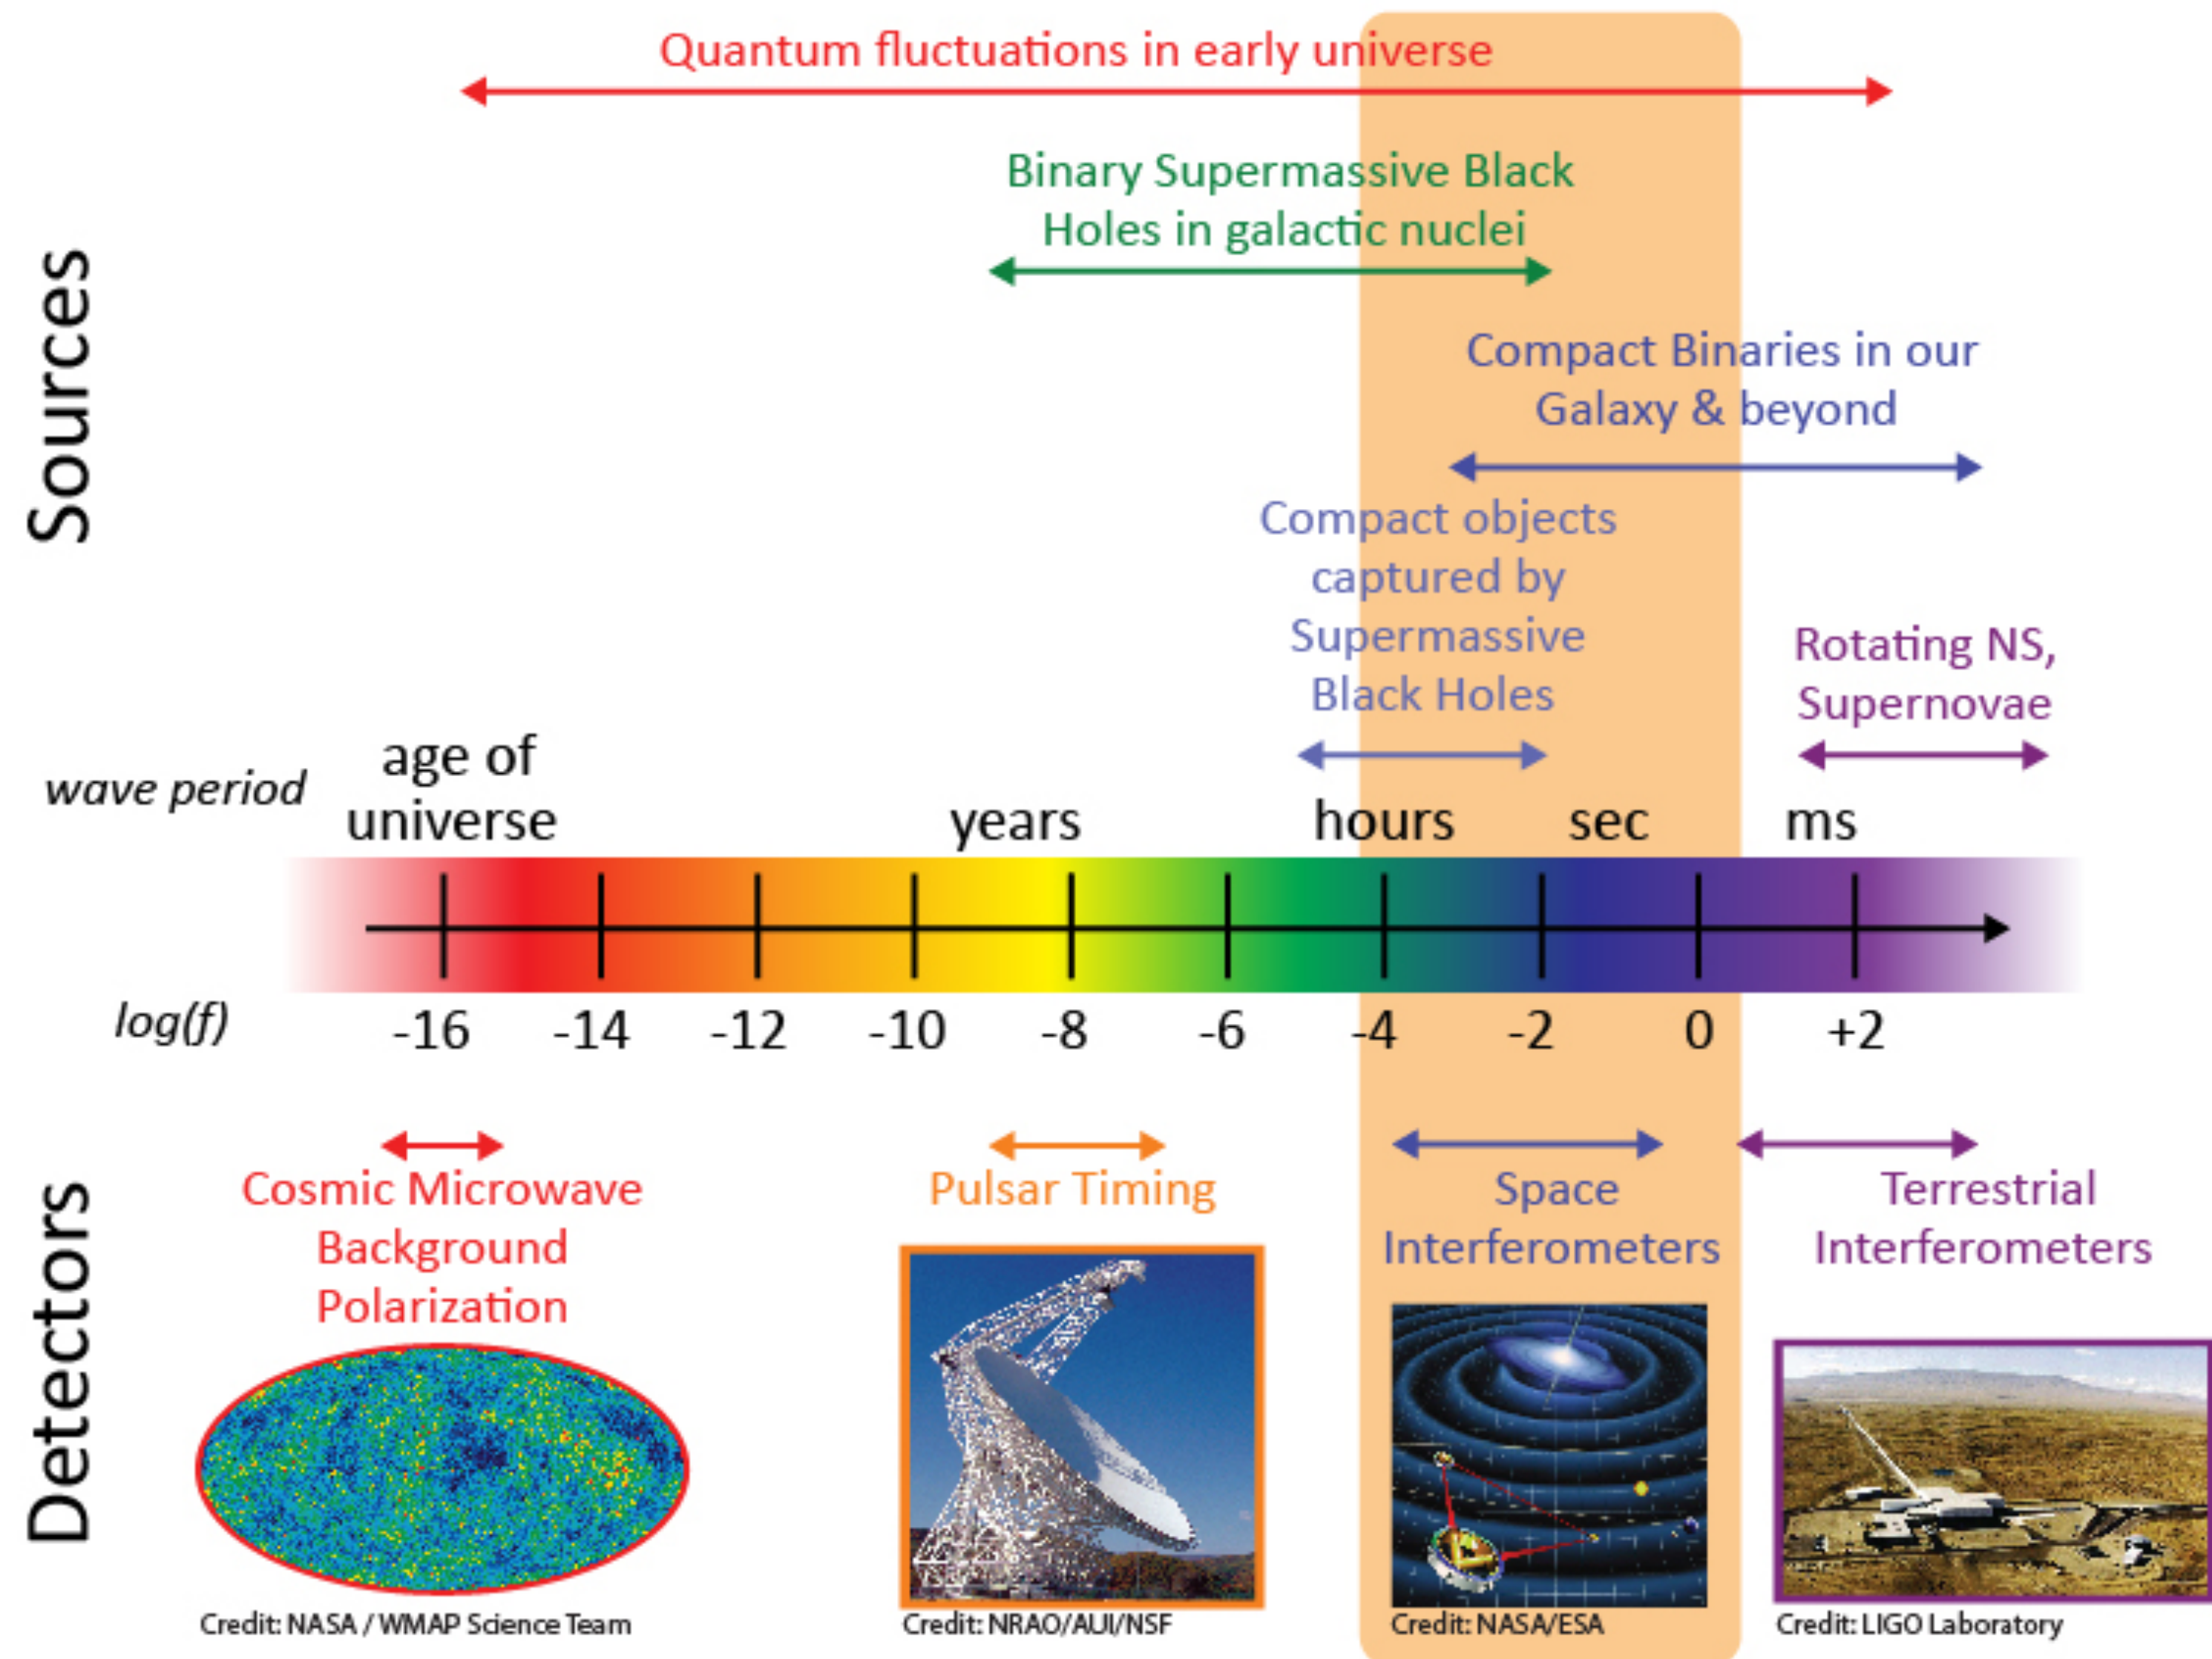 Quantum fluctuations in early universe
Binary Supermassive Black
Holes in galactic nuclei
Compact Binaries in our
Galaxy & beyond
Compact objects
captured by
Supermassive
Black Holes
Rotating NS,
Supernovae
Sources
wave period
age of
universe
years
hours
sec
ms
log(f)
-16
-14
-12
-10
-8
-6
-4
-2
0
+2
Detectors
Cosmic Microwave
Background
Polarization
Pulsar Timing
Space
Interferometers
Terrestrial
Interferometers
Credit: NASA / WMAP Science Team
Credit: NRAO/AUI/NSF
Credit: NASA/ESA
Credit: LIGO Laboratory